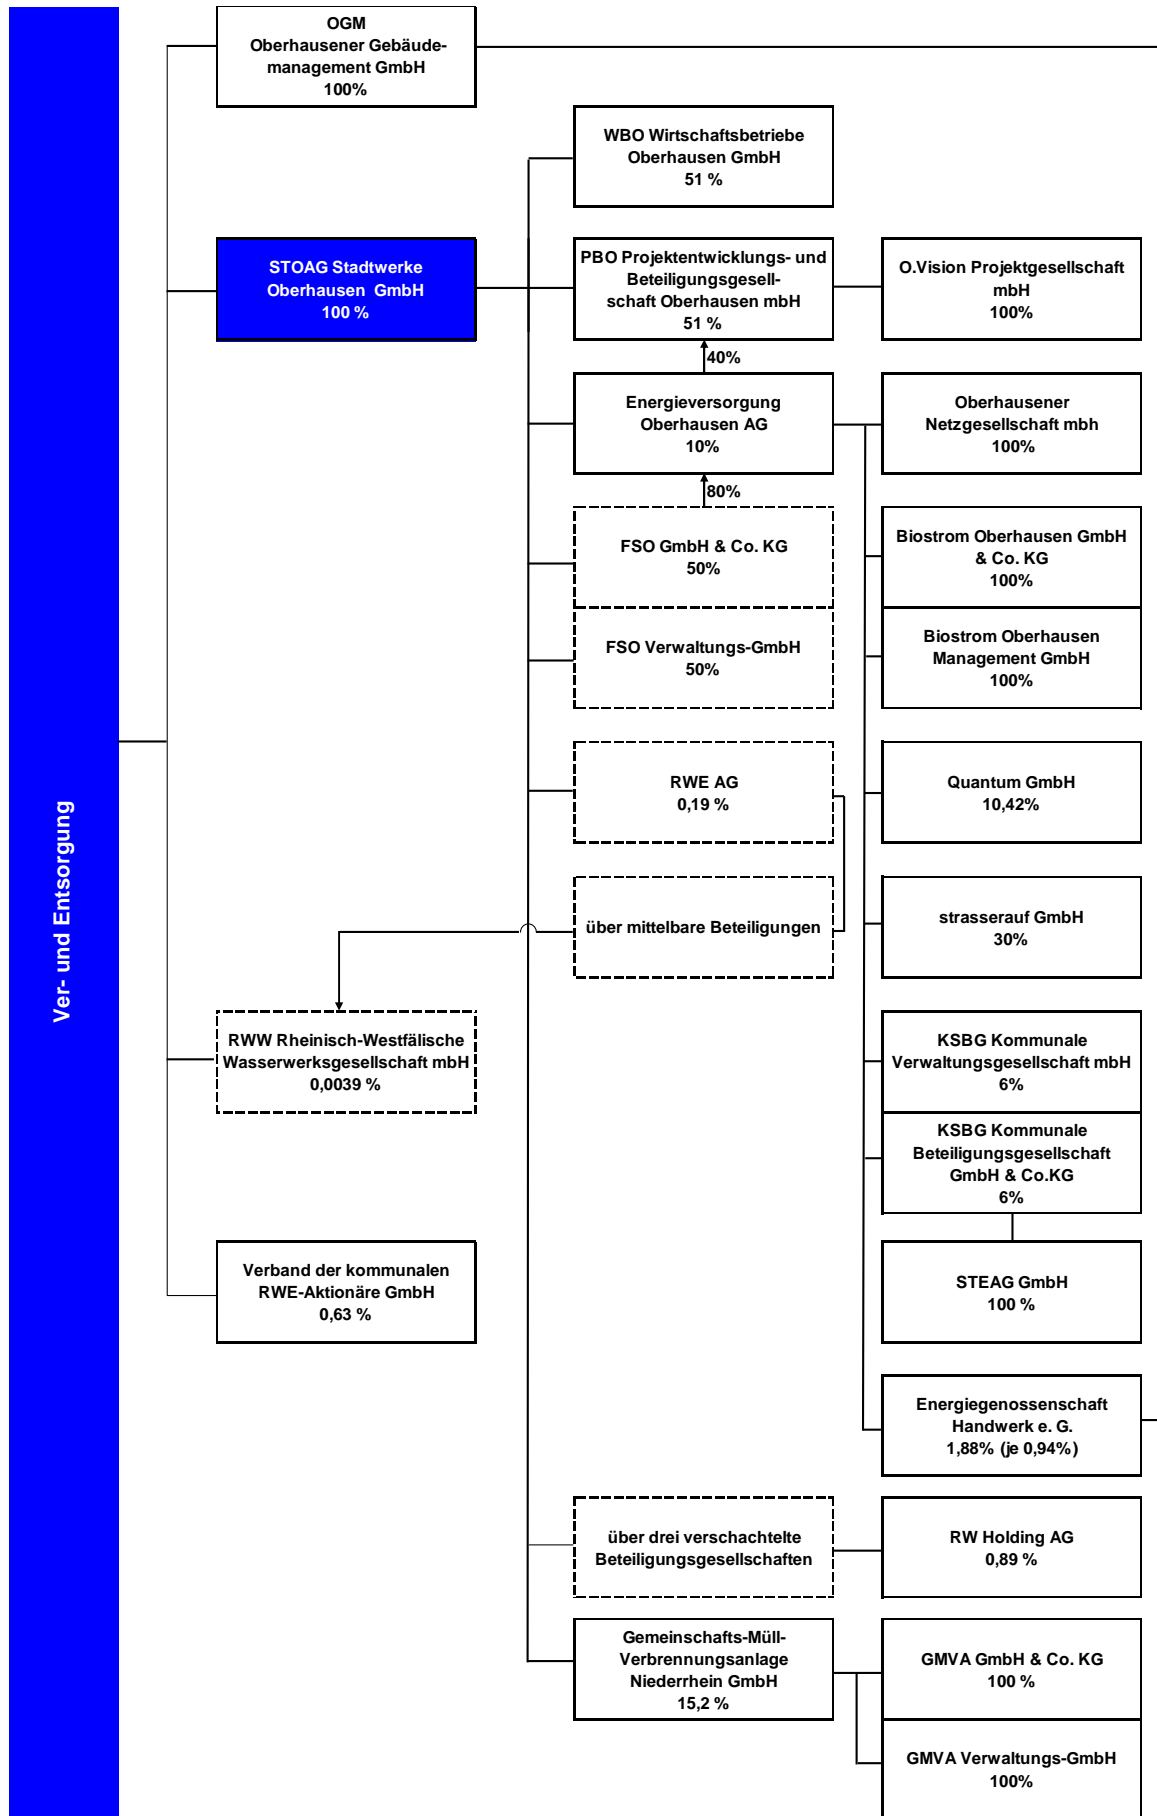 Ver- und Entsorgung
OGM
Oberhausener Gebäude-
management GmbH
100%
WBO Wirtschaftsbetriebe
Oberhausen GmbH
51 %
STOAG Stadtwerke
Oberhausen GmbH
100 %
PBO Projektentwicklungs- und
Beteiligungsgesell-
schaft Oberhausen mbH
51 %
O.Vision Projektgesellschaft
mbH
100%
40%
Energieversorgung
Oberhausen AG
10%
Oberhausener
Netzgesellschaft mbh
100%
80%
FSO GmbH & Co. KG
50%
Biostrom Oberhausen GmbH
& Co. KG
100%
FSO Verwaltungs-GmbH
50%
Biostrom Oberhausen
Management GmbH
100%
RWE AG
0,19 %
Quantum GmbH
10,42%
über mittelbare Beteiligungen
strasserauf GmbH
30%
RWW Rheinisch-Westfälische
Wasserwerksgesellschaft mbH
0,0039 %
KSBG Kommunale
Verwaltungsgesellschaft mbH
6%
KSBG Kommunale
Beteiligungsgesellschaft
GmbH & Co.KG
6%
Verband der kommunalen
RWE-Aktionäre GmbH
0,63 %
STEAG GmbH
100 %
Energiegenossenschaft
Handwerk e. G.
1,88% (je 0,94%)
über drei verschachtelte
Beteiligungsgesellschaften
RW Holding AG
0,89 %
Gemeinschafts-Müll-
Verbrennungsanlage
Niederrhein GmbH
15,2 %
GMVA GmbH & Co. KG
100 %
GMVA Verwaltungs-GmbH
100%